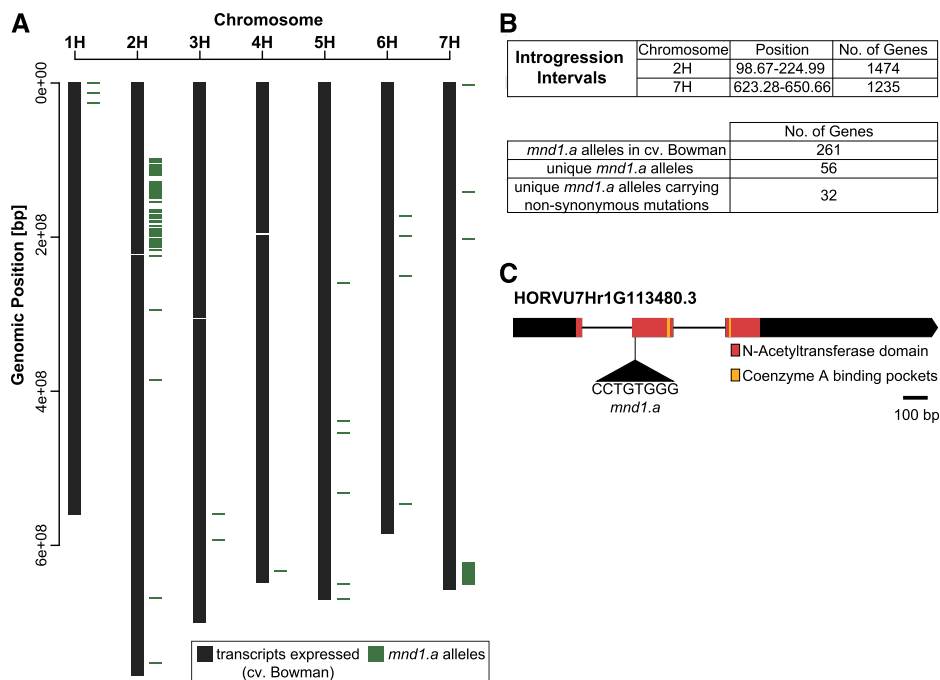 A
Chromosome
1H 2H 3H 4H 5H 6H 7H
Genomic Position [bp]
0e+00
2e+08
4e+08
6e+08
transcripts expressed
(cv. Bowman)
mnd1.a alleles
B
Introgression
Intervals
Chromosome Position No. of Genes
2H 98.67-224.99 1474
7H 623.28-650.66 1235
No. of Genes
mnd1.a alleles in cv. Bowman 261
unique mnd1.a alleles 56
unique mnd1.a alleles carrying
non-synonymous mutations 32
C
HORVU7Hr1G113480.3
N-Acetyltransferase domain
Coenzyme A binding pockets
CCTGTGGG
mnd1.a
100 bp